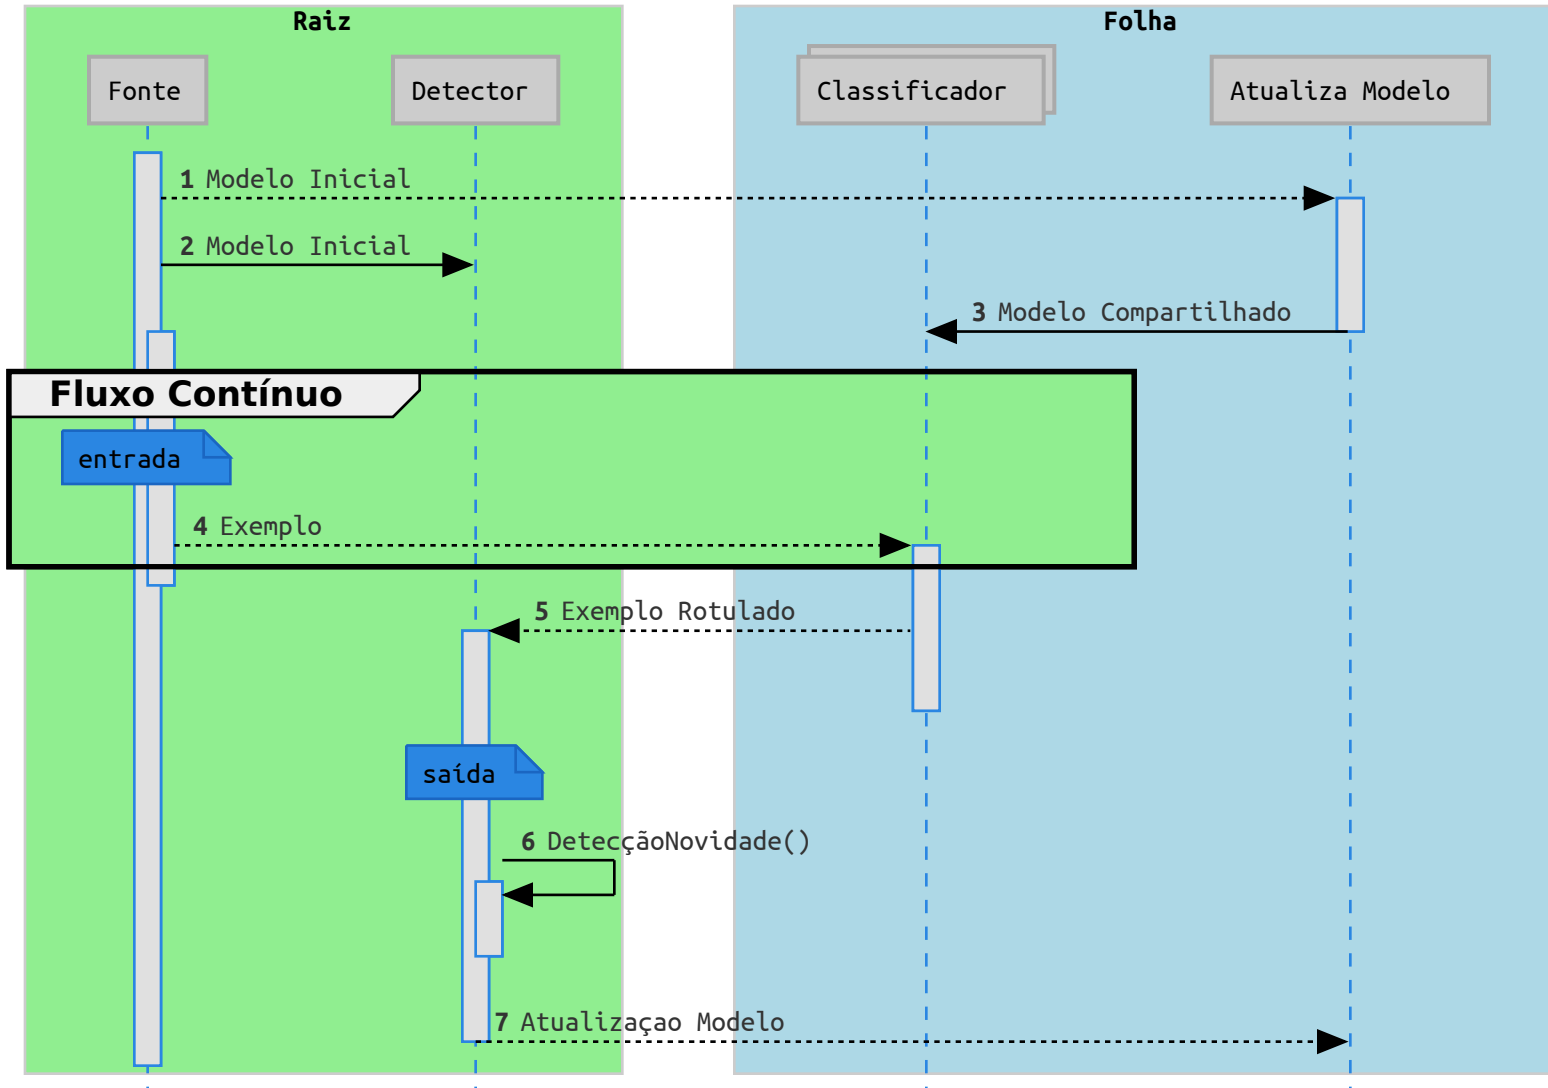 Raiz
Folha
Fonte
Detector
Classificador
Atualiza Modelo
1 Modelo Inicial
2 Modelo Inicial
3 Modelo Compartilhado
Fluxo Contínuo
entrada
4 Exemplo
5 Exemplo Rotulado
saída
6 DetecçãoNovidade()
7 Atualizaçao Modelo